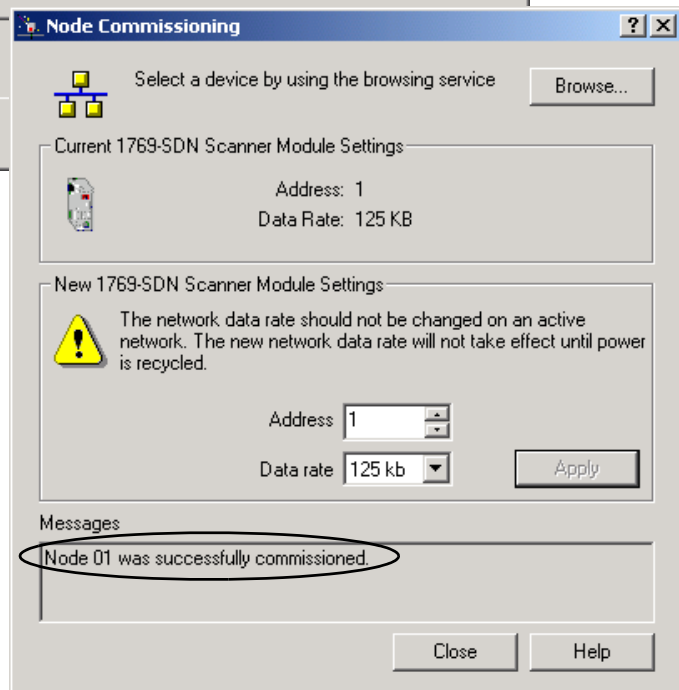 Node Commissioning
Select a device by using the browsing service
Browse...
Current 1769-SDN Scanner Module Settings
Address: 1
Data Rate: 125 KB
New 1769-SDN Scanner Module Settings
The network data rate should not be changed on an active
network. The new network data rate will not take effect until power
is recycled.
Address 1
Data rate 125 kb
Apply
Messages
Node 01 was successfully commissioned.
Close
Help